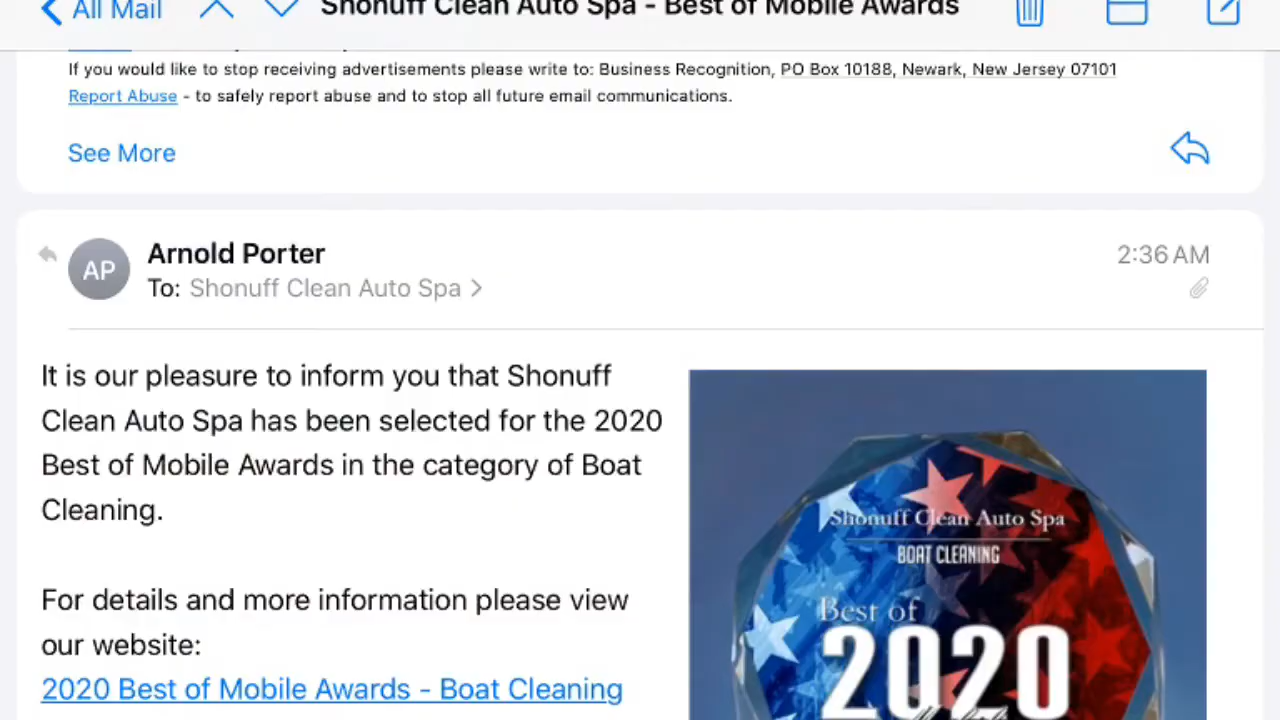 All Mail
Shonuff Clean Auto Spa - Best of Mobile Awards
If you would like to stop receiving advertisements please write to: Business Recognition, PO Box 10188, Newark, New Jersey 07101
Report Abuse - to safely report abuse and to stop all future email communications.
See More
AP
Arnold Porter
2:36 AM
To: Shonuff Clean Auto Spa
It is our pleasure to inform you that Shonuff
Clean Auto Spa has been selected for the 2020
Best of Mobile Awards in the category of Boat
Cleaning.
For details and more information please view
our website:
2020 Best of Mobile Awards - Boat Cleaning
Shonuff Clean Auto Spa
BOAT CLEANING
Best of
2020